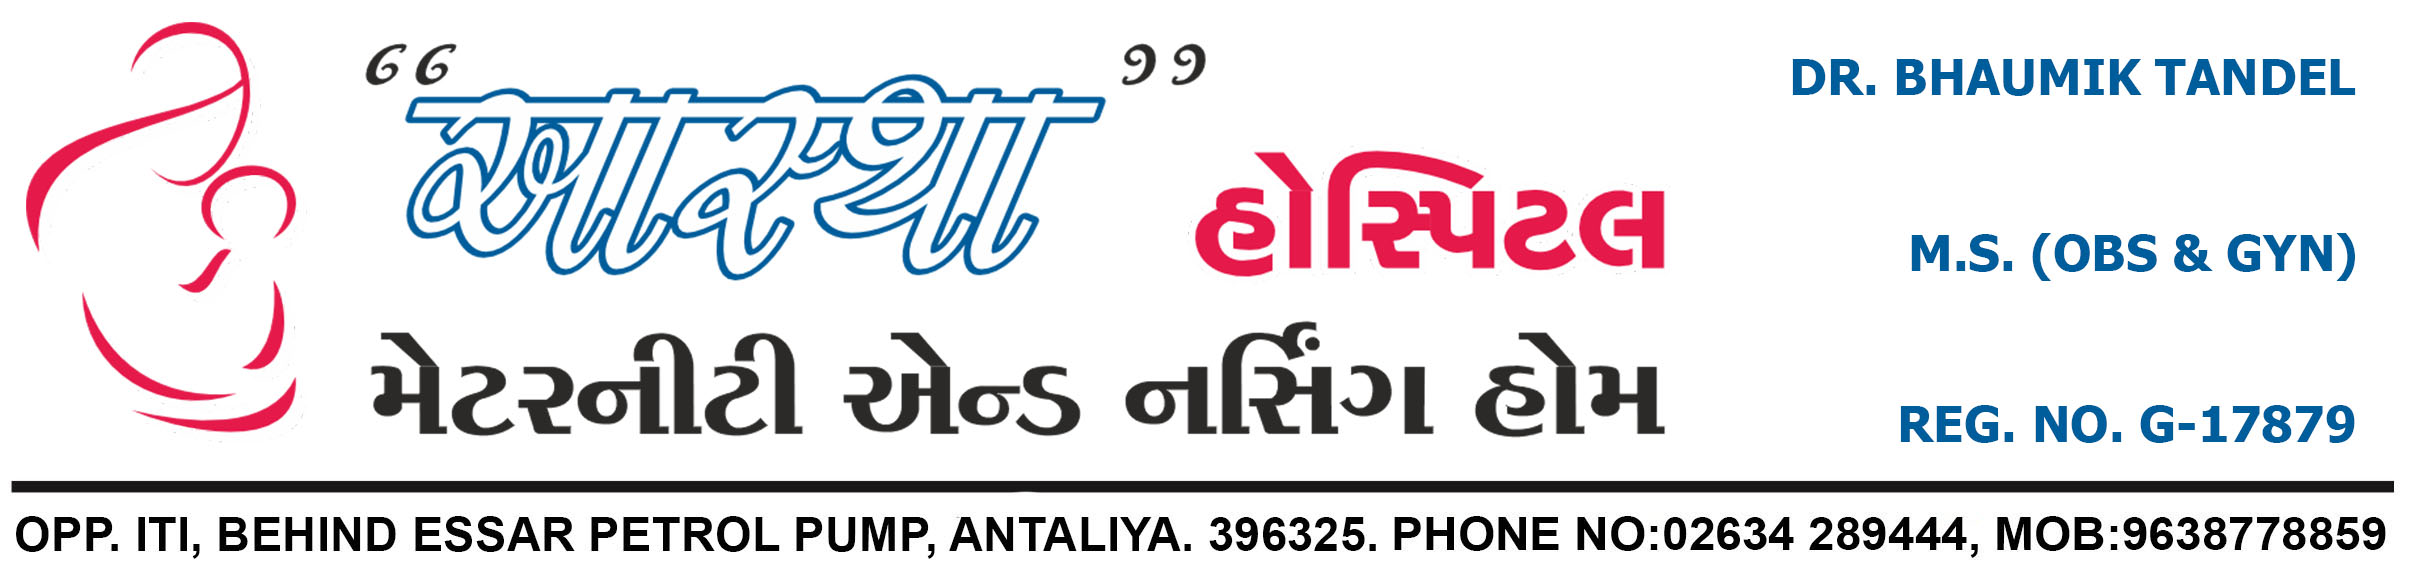 “આસ્થા” હોસ્પિટલ
મેટરનીટી એન્ડ નર્સિંગ હોમ
DR. BHAUMIK TANDEL
M.S. (OBS & GYN)
REG. NO. G-17879
OPP. ITI, BEHIND ESSAR PETROL PUMP, ANTALIYA. 396325. PHONE NO:02634 289444, MOB:9638778859